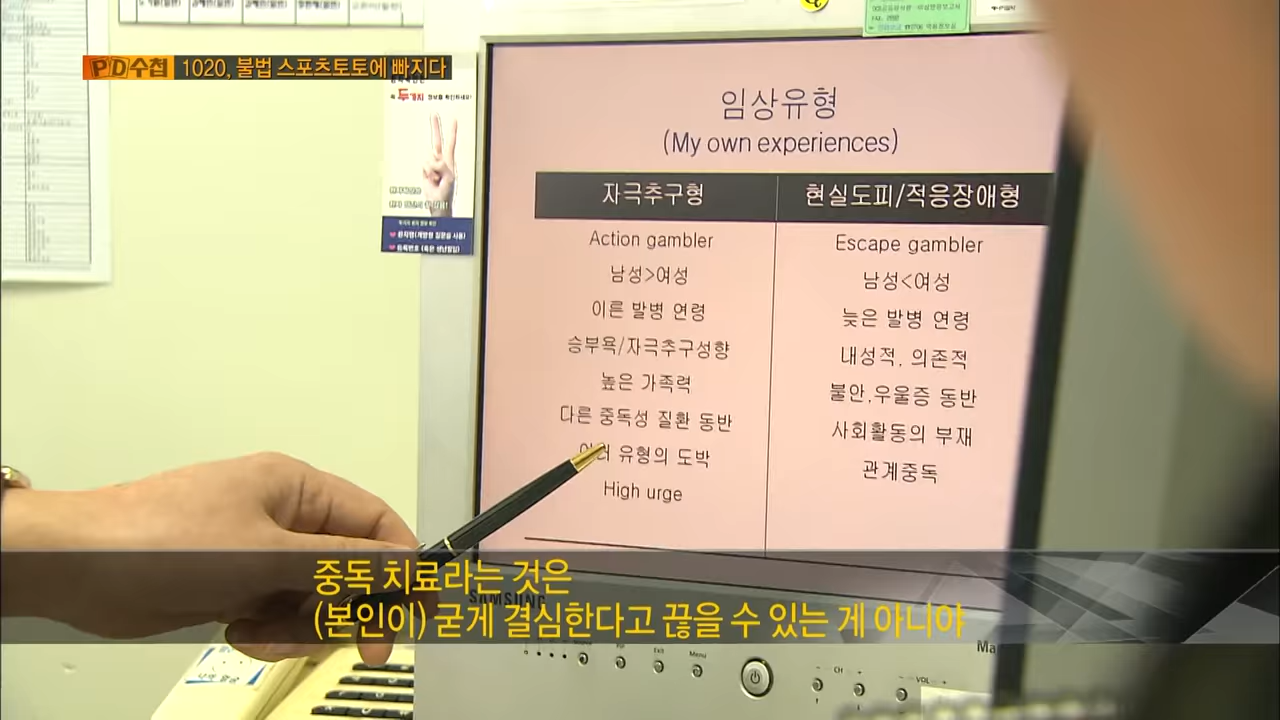 PD수첩 1020, 불법 스포츠토토에 빠지다
두가지
임상유형
(My own experiences)
자극추구형 현실도피/적응장애형
Action gambler Escape gambler
남성>여성 남성<여성
이른 발병 연령 늦은 발병 연령
승부욕/자극추구성향 내성적, 의존적
높은 가족력 불안,우울증 동반
다른 중독성 질환 동반 사회활동의 부재
유형의 도박 관계중독
High urge
중독 치료라는 것은
(본인이) 굳게 결심한다고 끊을 수 있는 게 아니야
SAMSUNG
Exit Menu CH VOL